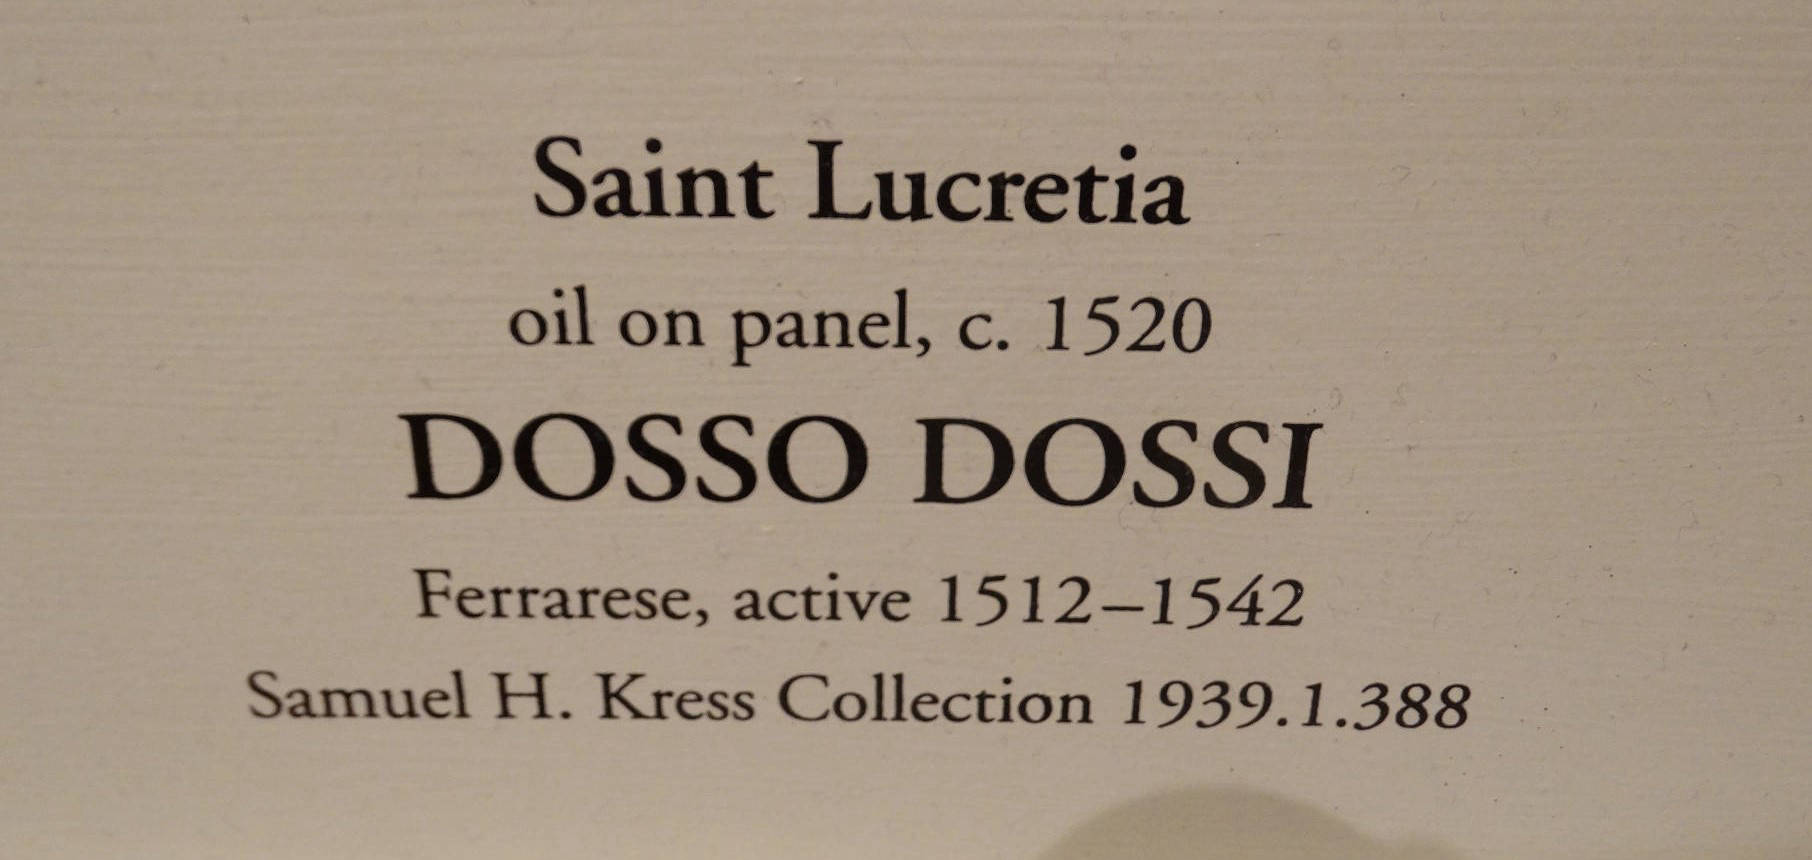 Saint Lucretia
oil on panel, c. 1520
DOSSO DOSSI
Ferrarese, active 1512–1542
Samuel H. Kress Collection 1939.1.388